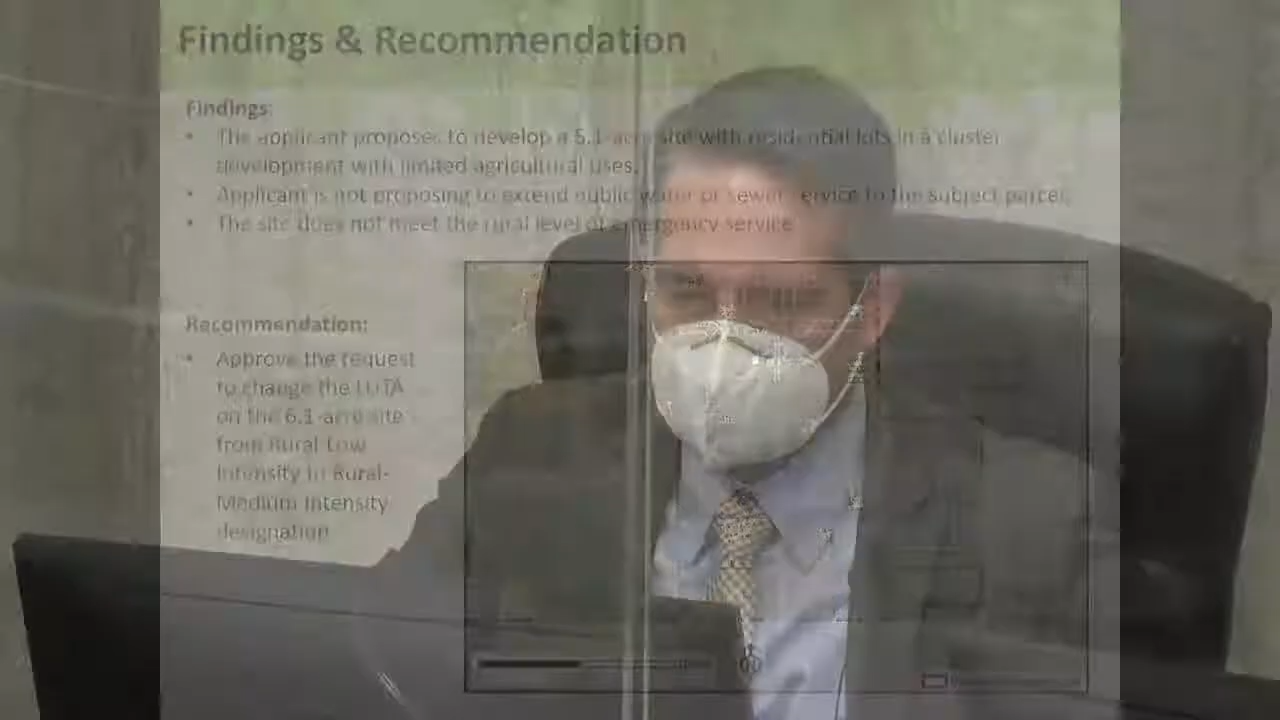 Findings & Recommendation
Findings:
• The applicant proposes to develop a 5.1-acre site with residential lots in a cluster
development with limited agricultural uses.
• Applicant is not proposing to extend public water or sewer service to the subject parcel.
• The site does not meet the rural level of emergency service
Recommendation:
• Approve the request
to change the LUTA
on the 6.1-acre site
from Rural Low
Intensity to Rural-
Medium Intensity
designation